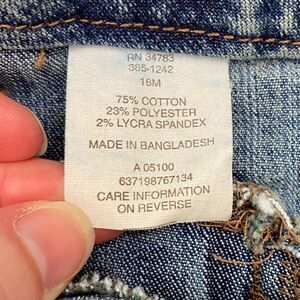 RN 34783
385-1242
16M
75% COTTON
23% POLYESTER
2% LYCRA SPANDEX
MADE IN BANGLADESH
A 05100
637198767134
CARE INFORMATION
ON REVERSE